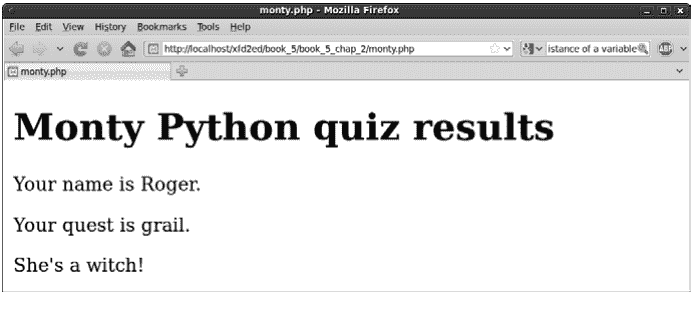 monty.php - Mozilla Firefox
File Edit View History Bookmarks Tools Help
http://localhost/xfd2ed/book_5/book_5_chap_2/monty.php
istance of a variable
ABP
monty.php
Monty Python quiz results
Your name is Roger.
Your quest is grail.
She's a witch!